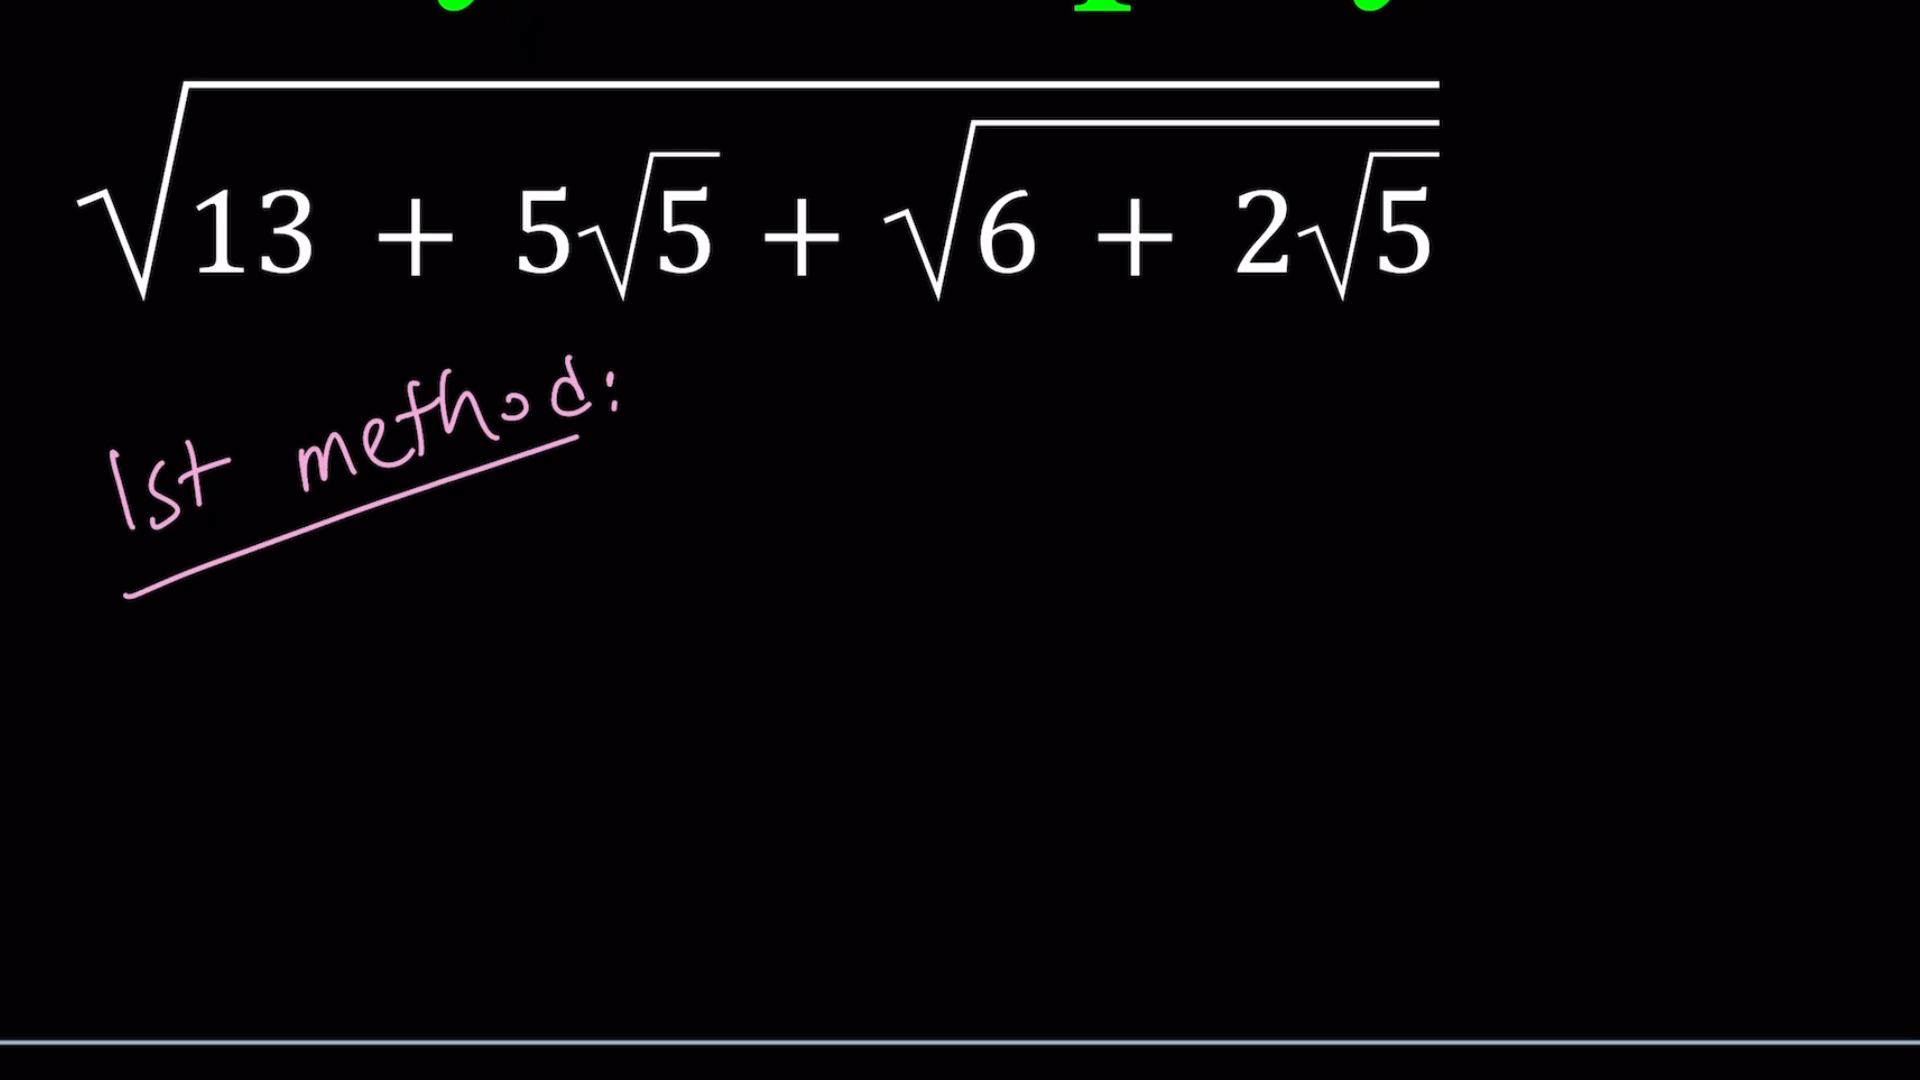 √(13 + 5√5 + √(6 + 2√5))
1st method: